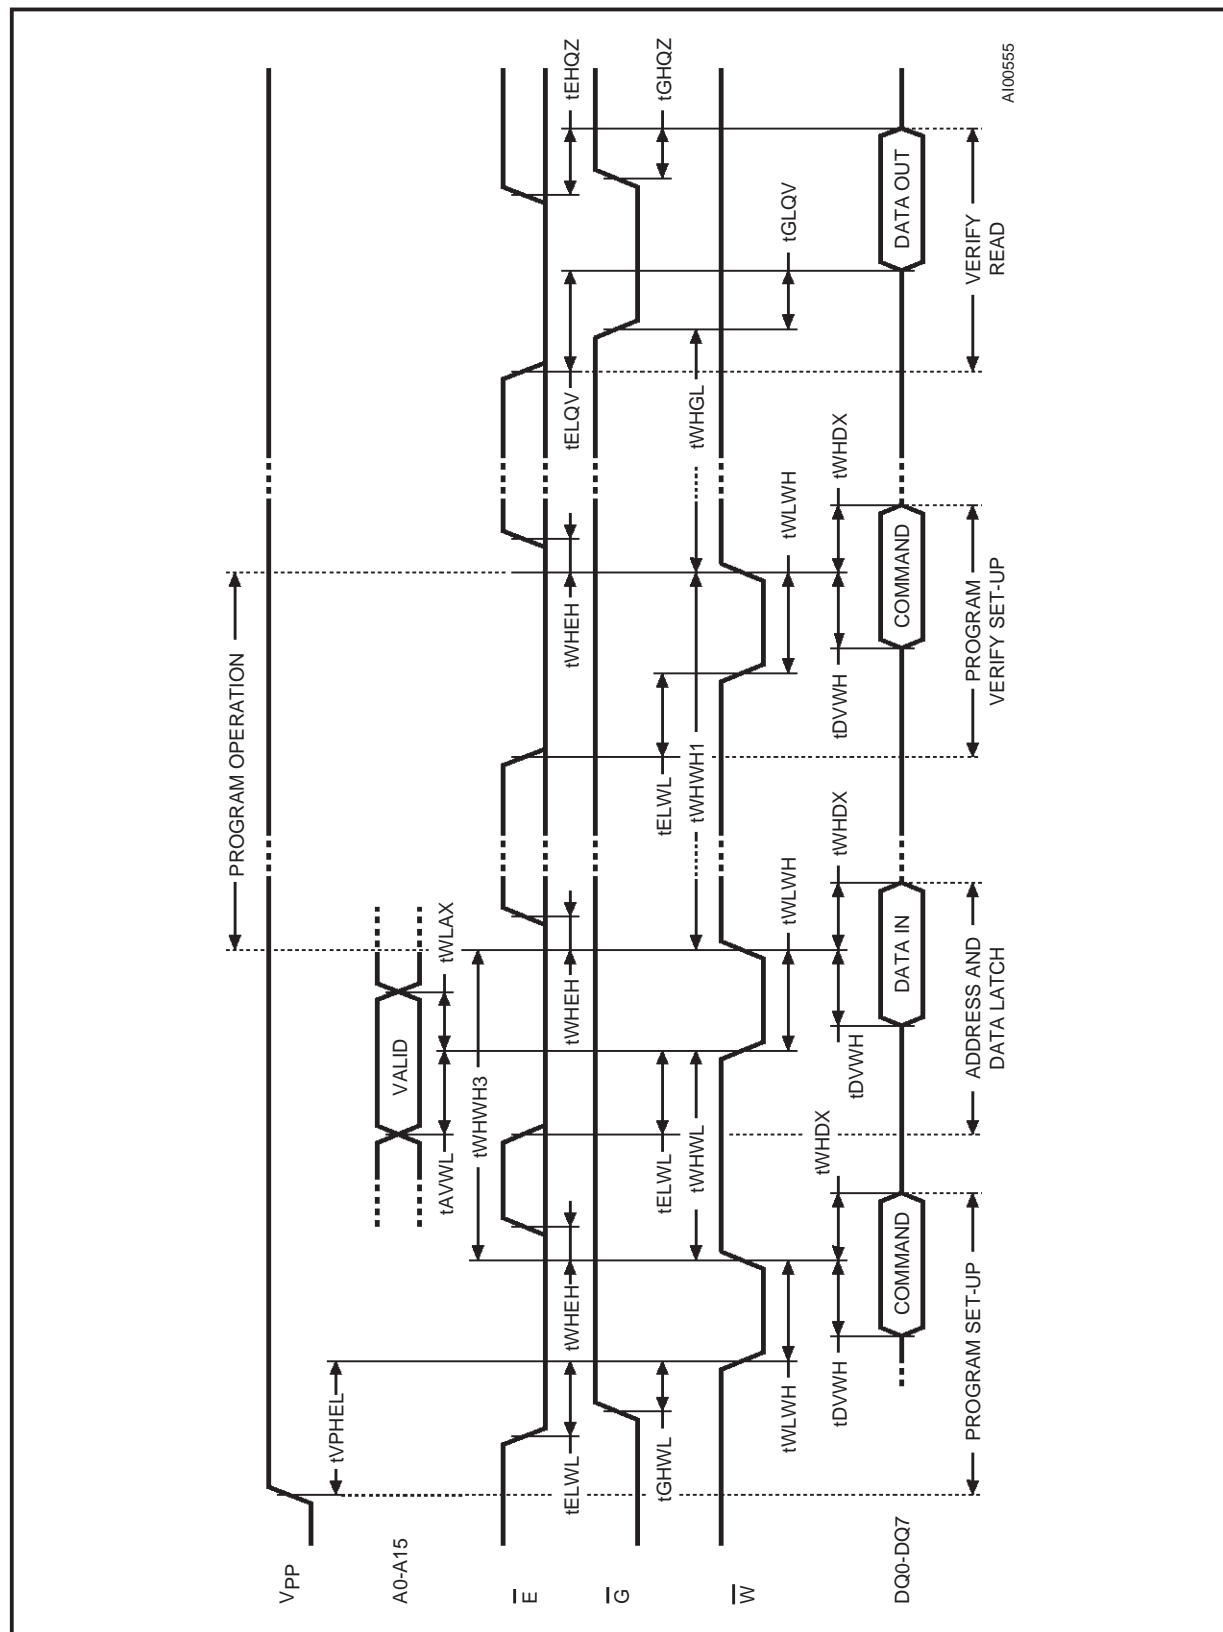 PROGRAM OPERATION
VPP
tVPHEL
A0-A15
VALID
tAVWL
tWLAX
tWHWH3
E
tELWL
tWHEH
tWHEH
tWHEH
tELQV
tEHQZ
G
tGHWL
tELWL
tELWL
tGHQZ
tWHWL
tWHWH1
tWHGL
W
tWLWH
tWLWH
tWLWH
tGLQV
tDVWH
tWHDX
tDVWH
tWHDX
tDVWH
tWHDX
DQ0-DQ7
COMMAND
DATA IN
COMMAND
DATA OUT
PROGRAM SET-UP
ADDRESS AND
DATA LATCH
PROGRAM
VERIFY SET-UP
VERIFY
READ
AI00555